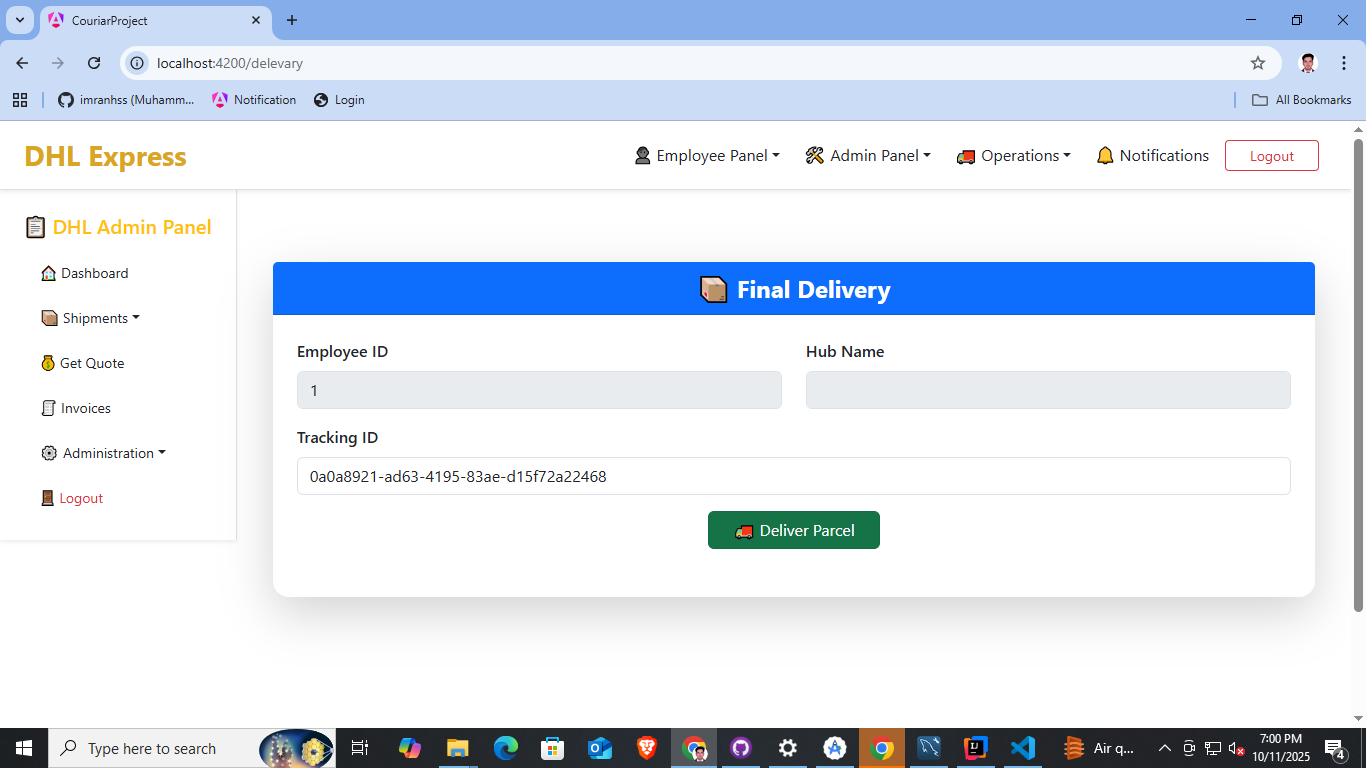 CouriarProject
localhost:4200/delevary
imranhss (Muhamm...
Notification
Login
All Bookmarks
DHL Express
Employee Panel
Admin Panel
Operations
Notifications
Logout
DHL Admin Panel
Dashboard
Shipments
Get Quote
Invoices
Administration
Logout
Final Delivery
Employee ID
Hub Name
1
Tracking ID
0a0a8921-ad63-4195-83ae-d15f72a22468
Deliver Parcel
Type here to search
Air q...
7:00 PM
10/11/2025
4